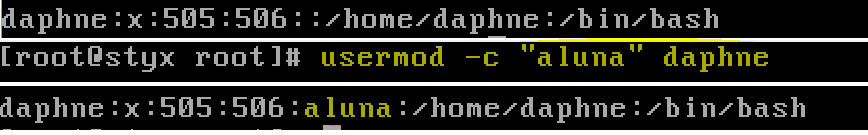 daphne:x:505:506::/home/daphne:/bin/bash
[root@styx root]# usermod -c "aluna" daphne
daphne:x:505:506:aluna:/home/daphne:/bin/bash